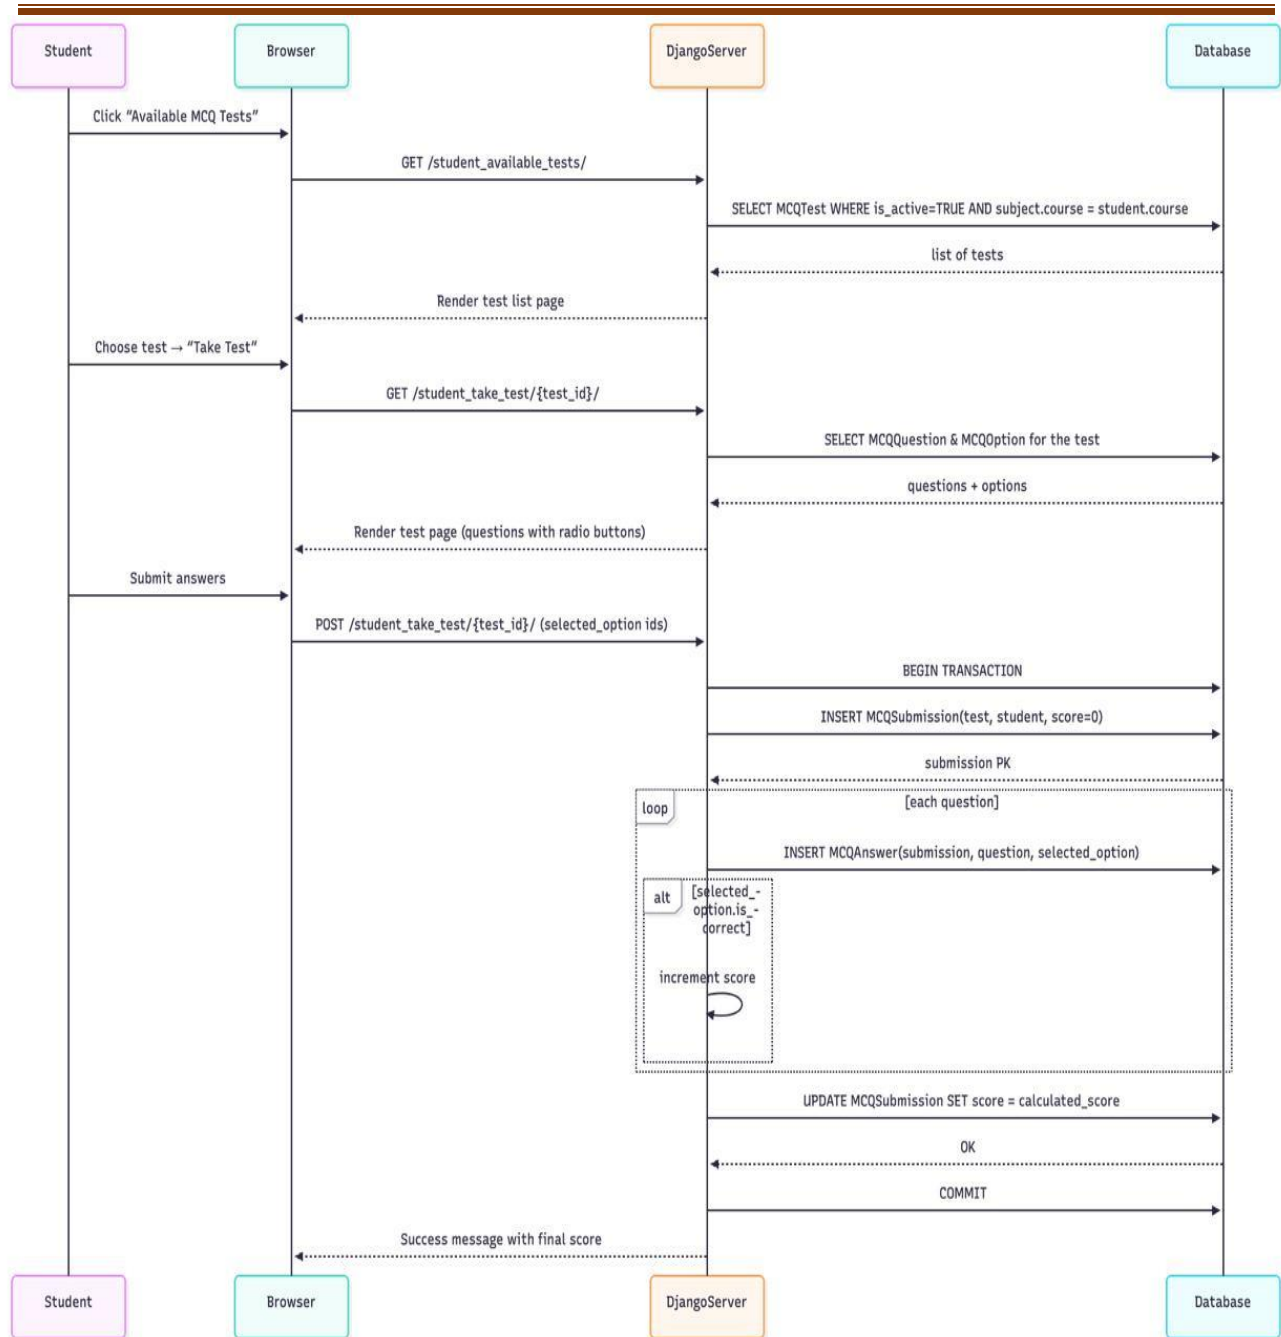 Student
Browser
DjangoServer
Database
Click “Available MCQ Tests”
GET /student_available_tests/
SELECT MCQTest WHERE is_active=TRUE AND subject.course = student.course
list of tests
Render test list page
Choose test → “Take Test”
GET /student_take_test/{test_id}/
SELECT MCQQuestion & MCQOption for the test
questions + options
Render test page (questions with radio buttons)
Submit answers
POST /student_take_test/{test_id}/ (selected_option ids)
BEGIN TRANSACTION
INSERT MCQSubmission(test, student, score=0)
submission PK
loop
[each question]
INSERT MCQAnswer(submission, question, selected_option)
alt
[selected_-
option.is_-
correct]
increment score
UPDATE MCQSubmission SET score = calculated_score
OK
COMMIT
Success message with final score
Student
Browser
DjangoServer
Database